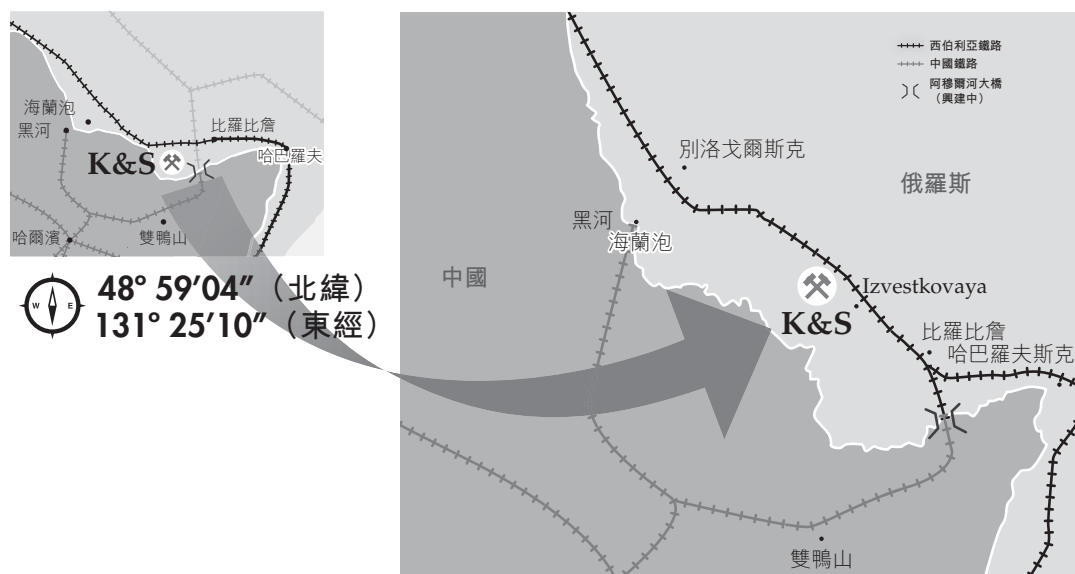 海蘭泡
黑河
比羅比詹
哈巴羅夫
K&S
哈爾濱
雙鴨山
W E
48° 59’04” （北緯）
131° 25’10”（東經）
西伯利亞鐵路
中國鐵路
阿穆爾河大橋
（興建中）
別洛戈爾斯克
俄羅斯
黑河
海蘭泡
中國
Izvestkovaya
K&S
比羅比詹
哈巴羅夫斯克
雙鴨山